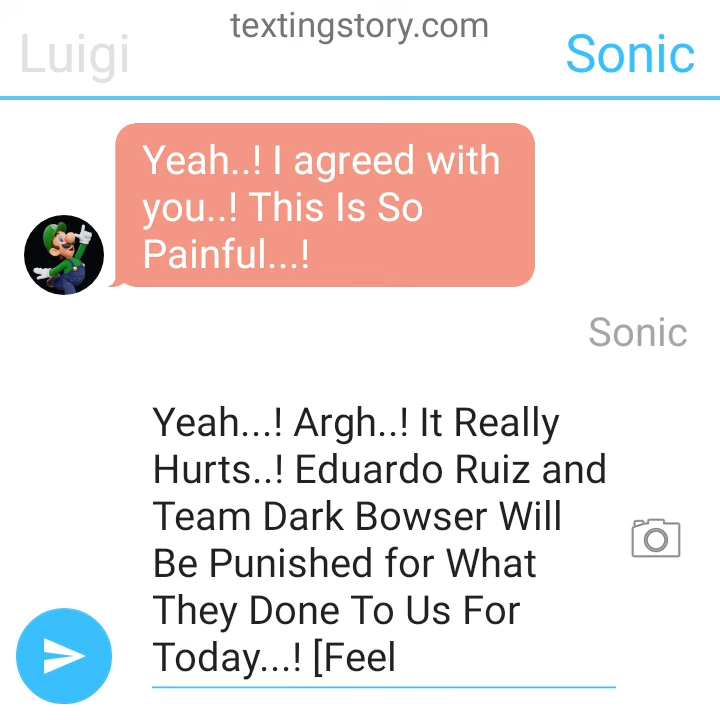 textingstory.com
Luigi
Sonic
Yeah..! I agreed with
you..! This Is So
Painful...!
Sonic
Yeah...! Argh..! It Really
Hurts..! Eduardo Ruiz and
Team Dark Bowser Will
Be Punished for What
They Done To Us For
Today...! [Feel